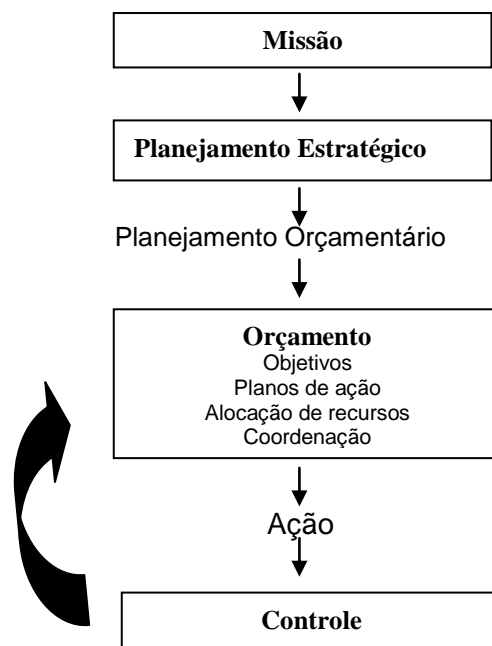 Missão
Planejamento Estratégico
Planejamento Orçamentário
Orçamento
Objetivos
Planos de ação
Alocação de recursos
Coordenação
Ação
Controle